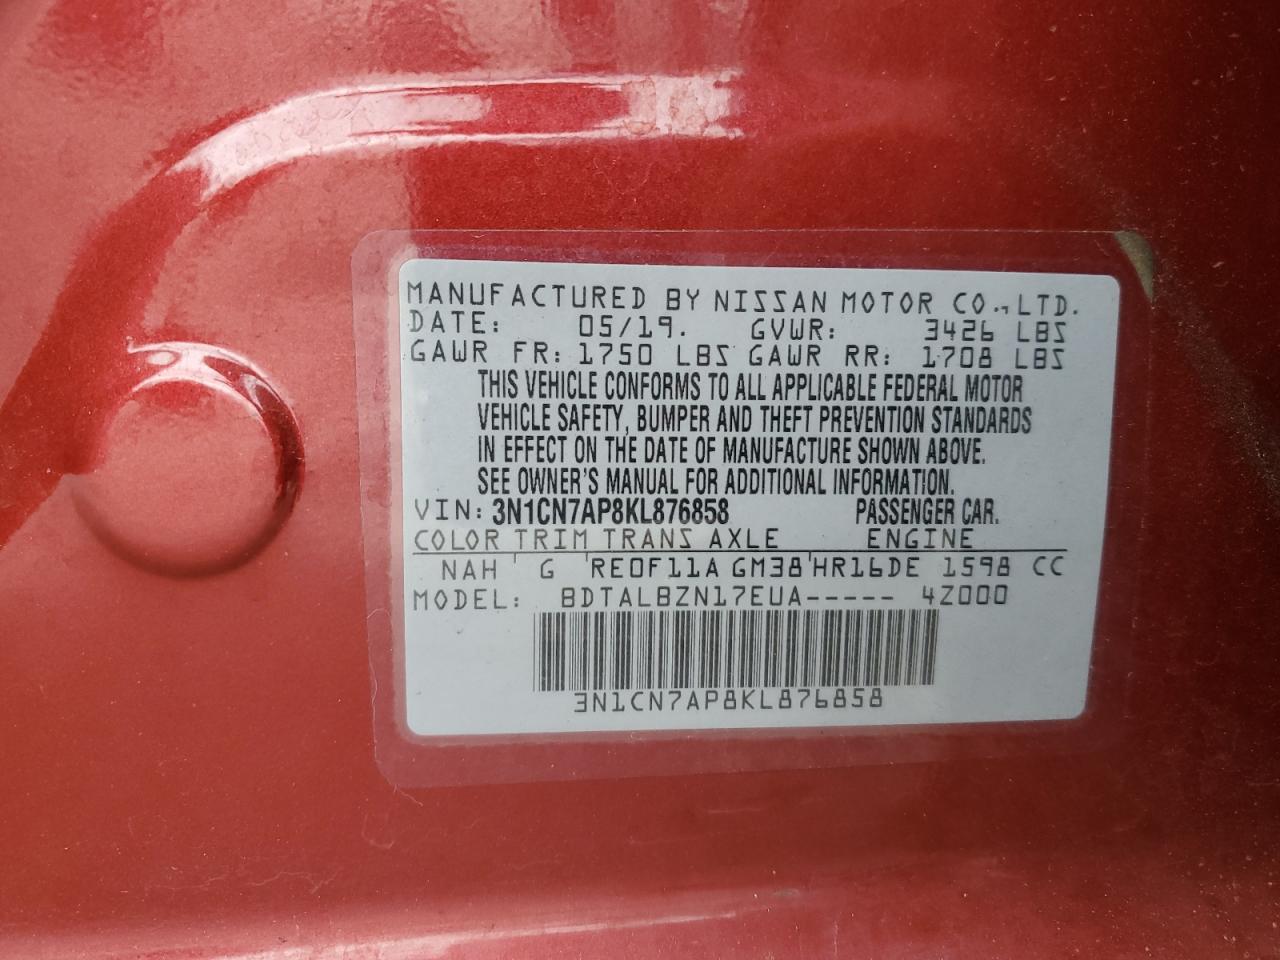 MANUFACTURED BY NISSAN MOTOR CO.,LTD.
DATE: 05/19. GVWR: 3426 LBS
GAWR FR: 1750 LBS GAWR RR: 1708 LBS
THIS VEHICLE CONFORMS TO ALL APPLICABLE FEDERAL MOTOR
VEHICLE SAFETY, BUMPER AND THEFT PREVENTION STANDARDS
IN EFFECT ON THE DATE OF MANUFACTURE SHOWN ABOVE.
SEE OWNER'S MANUAL FOR ADDITIONAL INFORMATION.
VIN: 3N1CN7AP8KL876858 PASSENGER CAR.
COLOR TRIM TRANS AXLE ENGINE
NAH G RE0F11A GM38 HR16DE 1598 CC
MODEL: BDTALBZN17EUA----- 4Z000
3N1CN7AP8KL876858